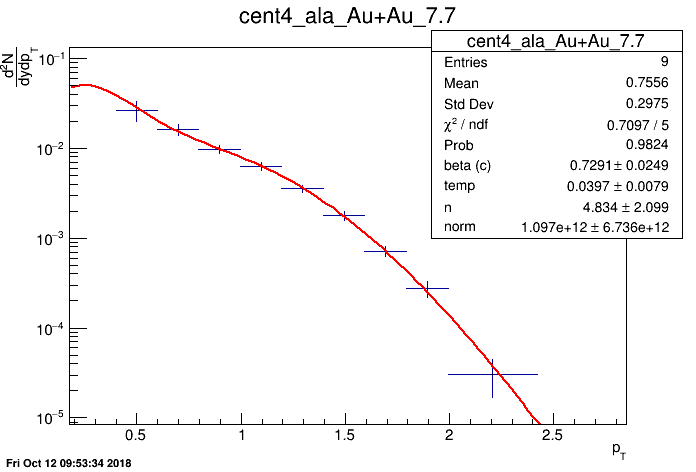 cent4_ala_Au+Au_7.7
d²N
dydp_T
cent4_ala_Au+Au_7.7
Entries 9
Mean 0.7556
Std Dev 0.2975
χ² / ndf 0.7097 / 5
Prob 0.9824
beta (c) 0.7291 ± 0.0249
temp 0.0397 ± 0.0079
n 4.834 ± 2.099
norm 1.097e+12 ± 6.736e+12
10⁻¹
10⁻²
10⁻³
10⁻⁴
10⁻⁵
0.5 1 1.5 2 2.5
p_T
Fri Oct 12 09:53:34 2018